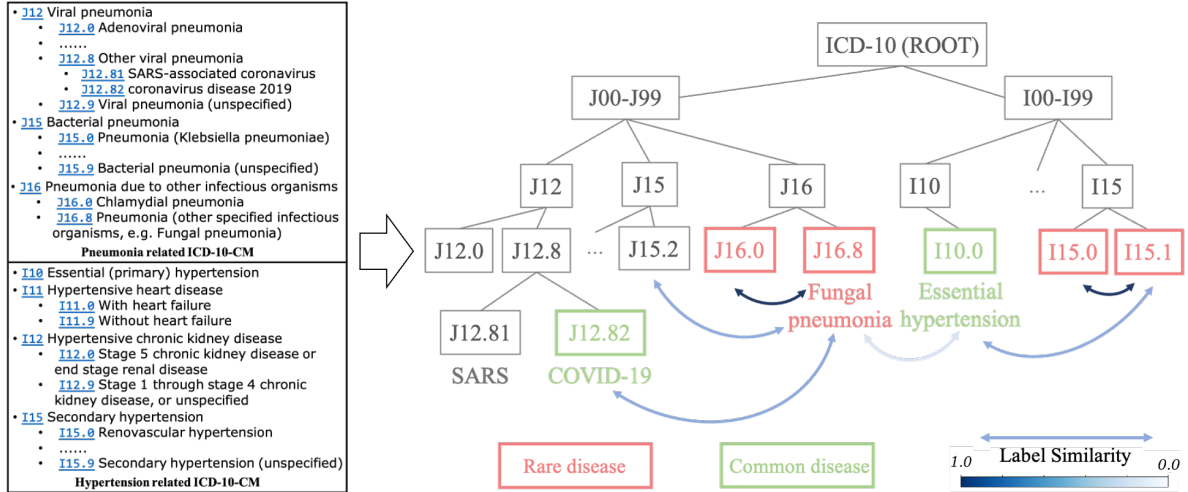 • J12 Viral pneumonia
• J12.0 Adenoviral pneumonia
• ......
• J12.8 Other viral pneumonia
• J12.81 SARS-associated coronavirus
• J12.82 coronavirus disease 2019
• J12.9 Viral pneumonia (unspecified)
• J15 Bacterial pneumonia
• J15.0 Pneumonia (Klebsiella pneumoniae)
• ......
• J15.9 Bacterial pneumonia (unspecified)
• J16 Pneumonia due to other infectious organisms
• J16.0 Chlamydial pneumonia
• J16.8 Pneumonia (other specified infectious
organisms, e.g. Fungal pneumonia)
Pneumonia related ICD-10-CM
• I10 Essential (primary) hypertension
• I11 Hypertensive heart disease
• I11.0 With heart failure
• I11.9 Without heart failure
• I12 Hypertensive chronic kidney disease
• I12.0 Stage 5 chronic kidney disease or
end stage renal disease
• I12.9 Stage 1 through stage 4 chronic
kidney disease, or unspecified
• I15 Secondary hypertension
• I15.0 Renovascular hypertension
......
• I15.9 Secondary hypertension (unspecified)
Hypertension related ICD-10-CM
ICD-10 (ROOT)
J00-J99 I00-I99
J12 J15 J16 I10 ... I15
J12.0 J12.8 ... J15.2 J16.0 J16.8 I10.0 I15.0 I15.1
Fungal pneumonia
Essential hypertension
J12.81 J12.82
SARS COVID-19
Rare disease Common disease
Label Similarity
1.0 0.0